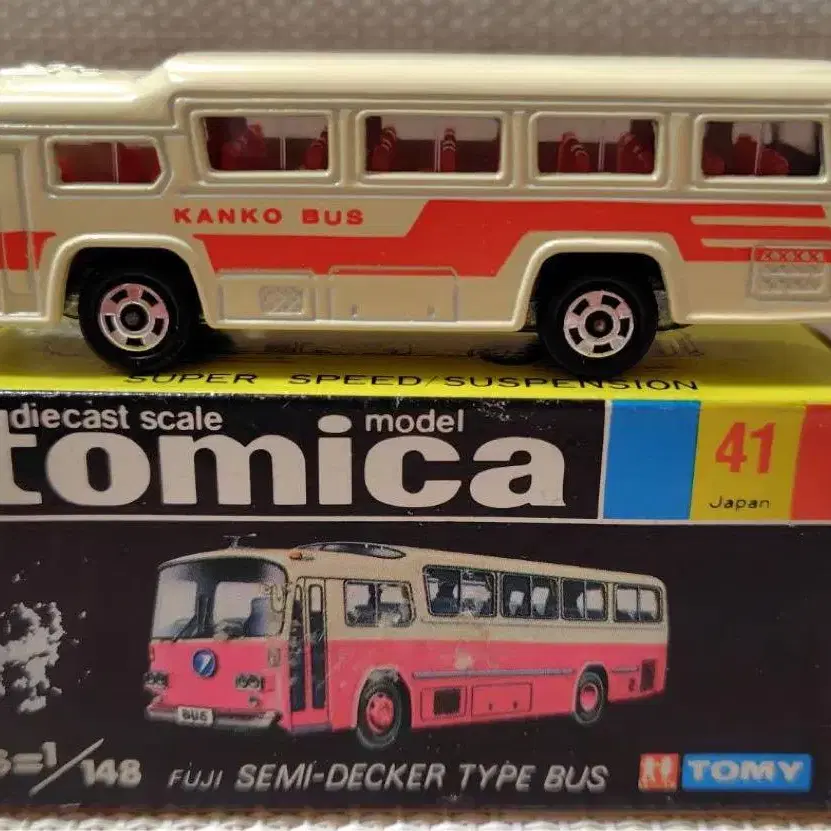 KANKO BUS
SUPER SPEED/SUSPENSION
diecast scale model
tomica
41
Japan
BUS
S=1/148
FUJI SEMI-DECKER TYPE BUS
TOMY